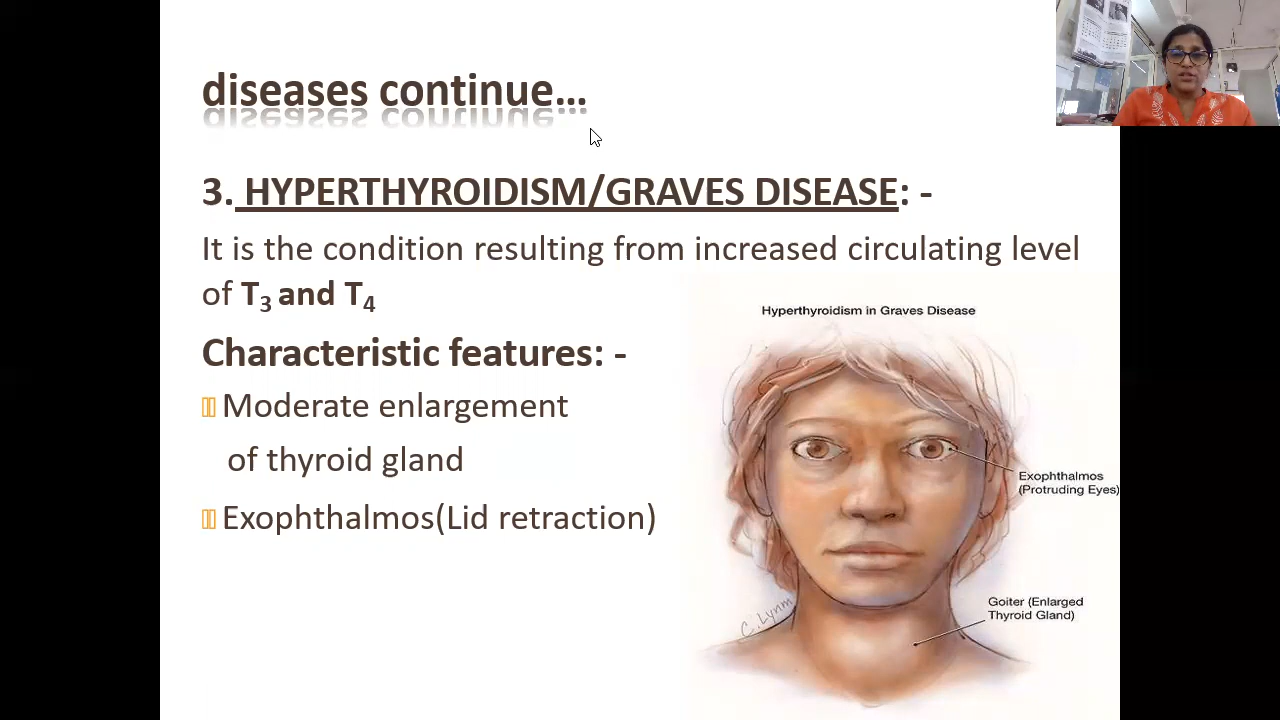 diseases continue...
3. HYPERTHYROIDISM/GRAVES DISEASE: -
It is the condition resulting from increased circulating level
of T₃ and T₄
Hyperthyroidism in Graves Disease
Characteristic features: -
Moderate enlargement
of thyroid gland
Exophthalmos(Lid retraction)
Exophthalmos
(Protruding Eyes)
Goiter (Enlarged
Thyroid Gland)
C. Lynm